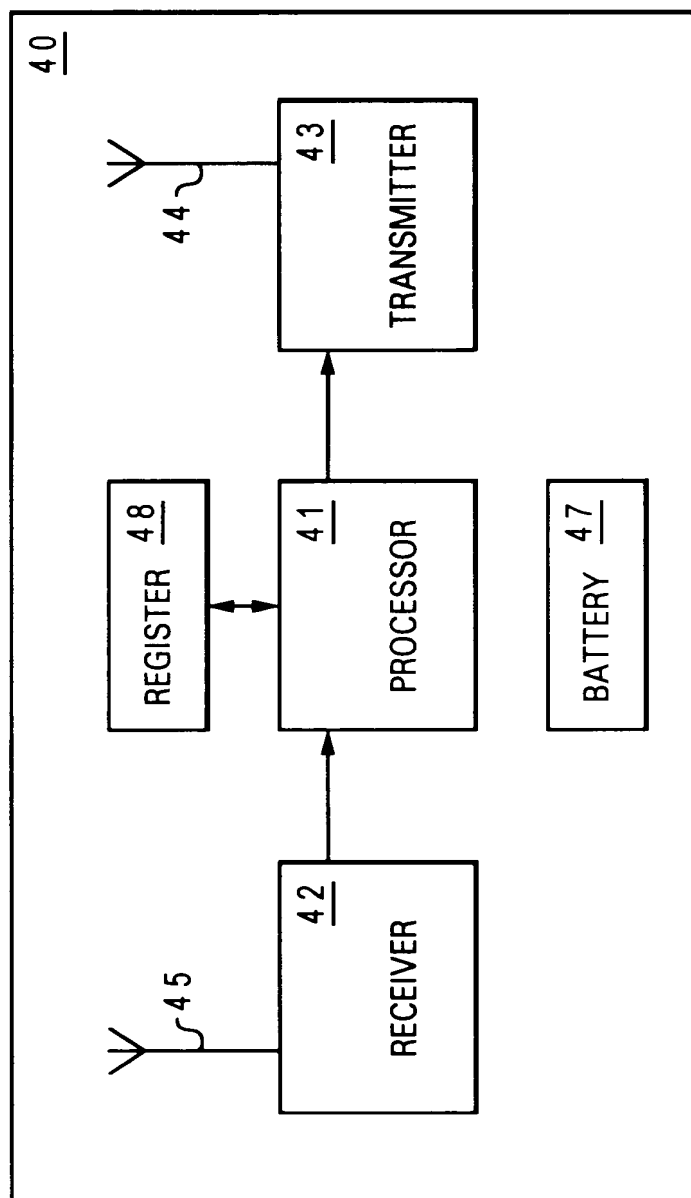 40
45
44
42
RECEIVER
REGISTER 48
41
PROCESSOR
43
TRANSMITTER
BATTERY 47